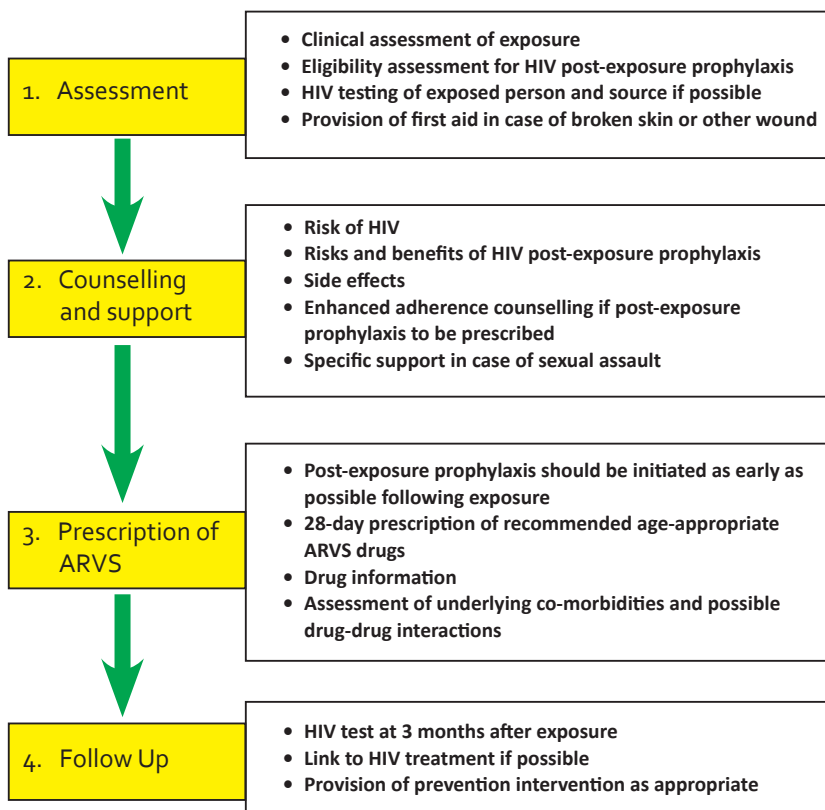 • Clinical assessment of exposure
• Eligibility assessment for HIV post-exposure prophylaxis
• HIV testing of exposed person and source if possible
• Provision of first aid in case of broken skin or other wound
1. Assessment
• Risk of HIV
• Risks and benefits of HIV post-exposure prophylaxis
• Side effects
• Enhanced adherence counselling if post-exposure
prophylaxis to be prescribed
• Specific support in case of sexual assault
2. Counselling
and support
• Post-exposure prophylaxis should be initiated as early as
possible following exposure
• 28-day prescription of recommended age-appropriate
ARVS drugs
• Drug information
• Assessment of underlying co-morbidities and possible
drug-drug interactions
3. Prescription of
ARVS
• HIV test at 3 months after exposure
• Link to HIV treatment if possible
• Provision of prevention intervention as appropriate
4. Follow Up